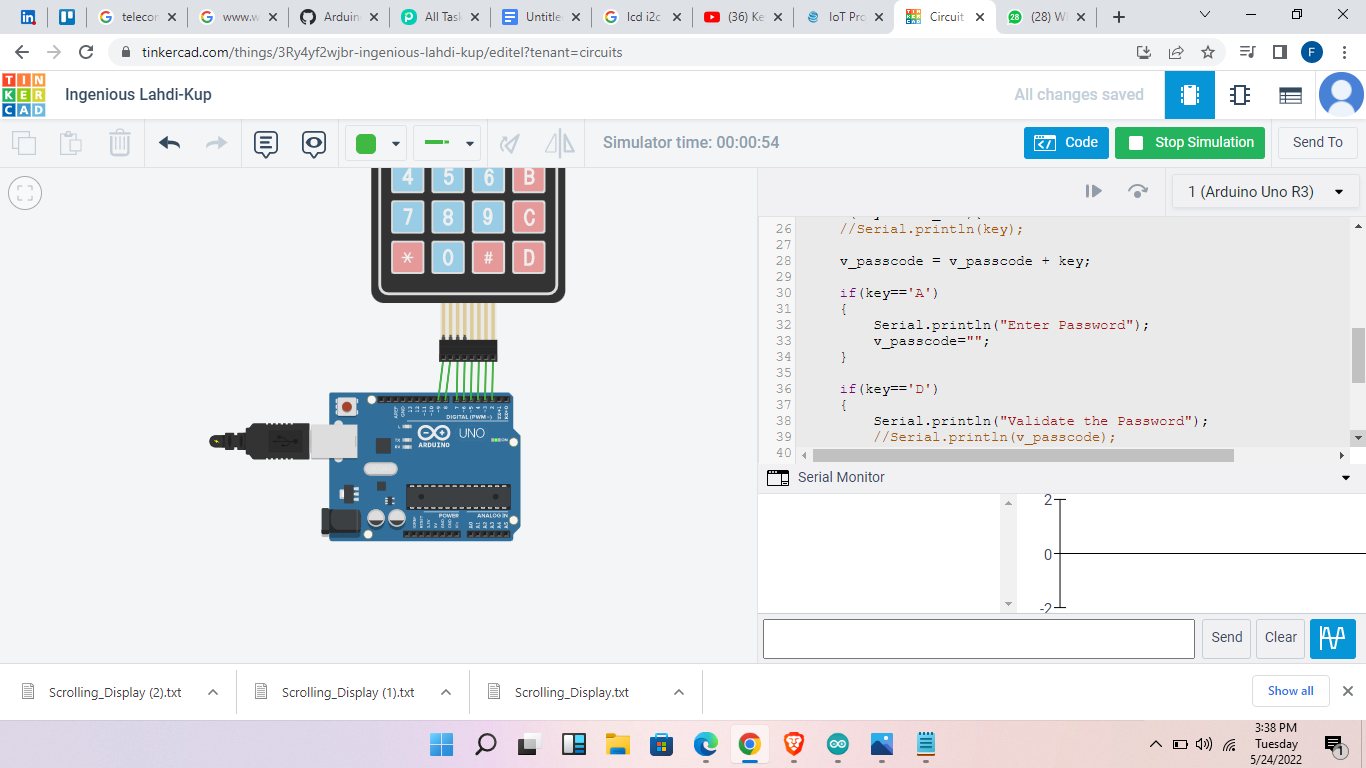 telecor
www.w
Arduin
All Task
Untitle
lcd i2c
(36) Ke
IoT Pro
Circuit
28
(28) W
tinkercad.com/things/3Ry4yf2wjbr-ingenious-lahdi-kup/editel?tenant=circuits
F
TIN
KER
CAD
Ingenious Lahdi-Kup
All changes saved
Simulator time: 00:00:54
Code
Stop Simulation
Send To
1 (Arduino Uno R3)
4 5 6 B
7 8 9 C
* 0 # D
DIGITAL (PWM~)
UNO
ARDUINO
POWER
ANALOG IN
26 //Serial.println(key);
27
28 v_passcode = v_passcode + key;
29
30 if(key=='A')
31 {
32 Serial.println("Enter Password");
33 v_passcode="";
34 }
35
36 if(key=='D')
37 {
38 Serial.println("Validate the Password");
39 //Serial.println(v_passcode);
40
Serial Monitor
2
0
-2
Send
Clear
Scrolling_Display (2).txt
Scrolling_Display (1).txt
Scrolling_Display.txt
Show all
3:38 PM
Tuesday
5/24/2022
1